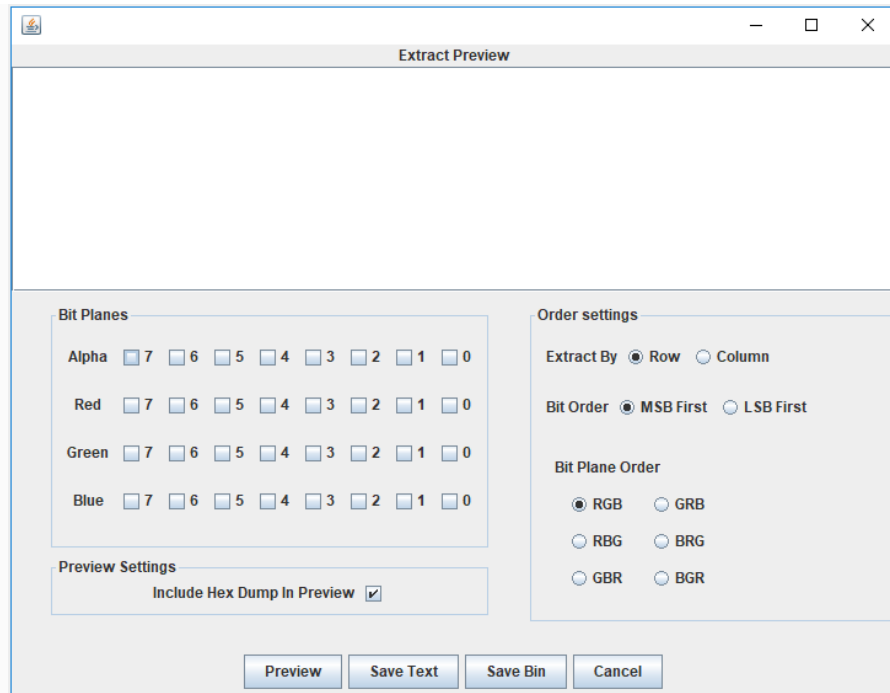 Extract Preview
Bit Planes
Alpha 7 6 5 4 3 2 1 0
Red 7 6 5 4 3 2 1 0
Green 7 6 5 4 3 2 1 0
Blue 7 6 5 4 3 2 1 0
Preview Settings
Include Hex Dump In Preview
Order settings
Extract By Row Column
Bit Order MSB First LSB First
Bit Plane Order
RGB GRB
RBG BRG
GBR BGR
Preview Save Text Save Bin Cancel